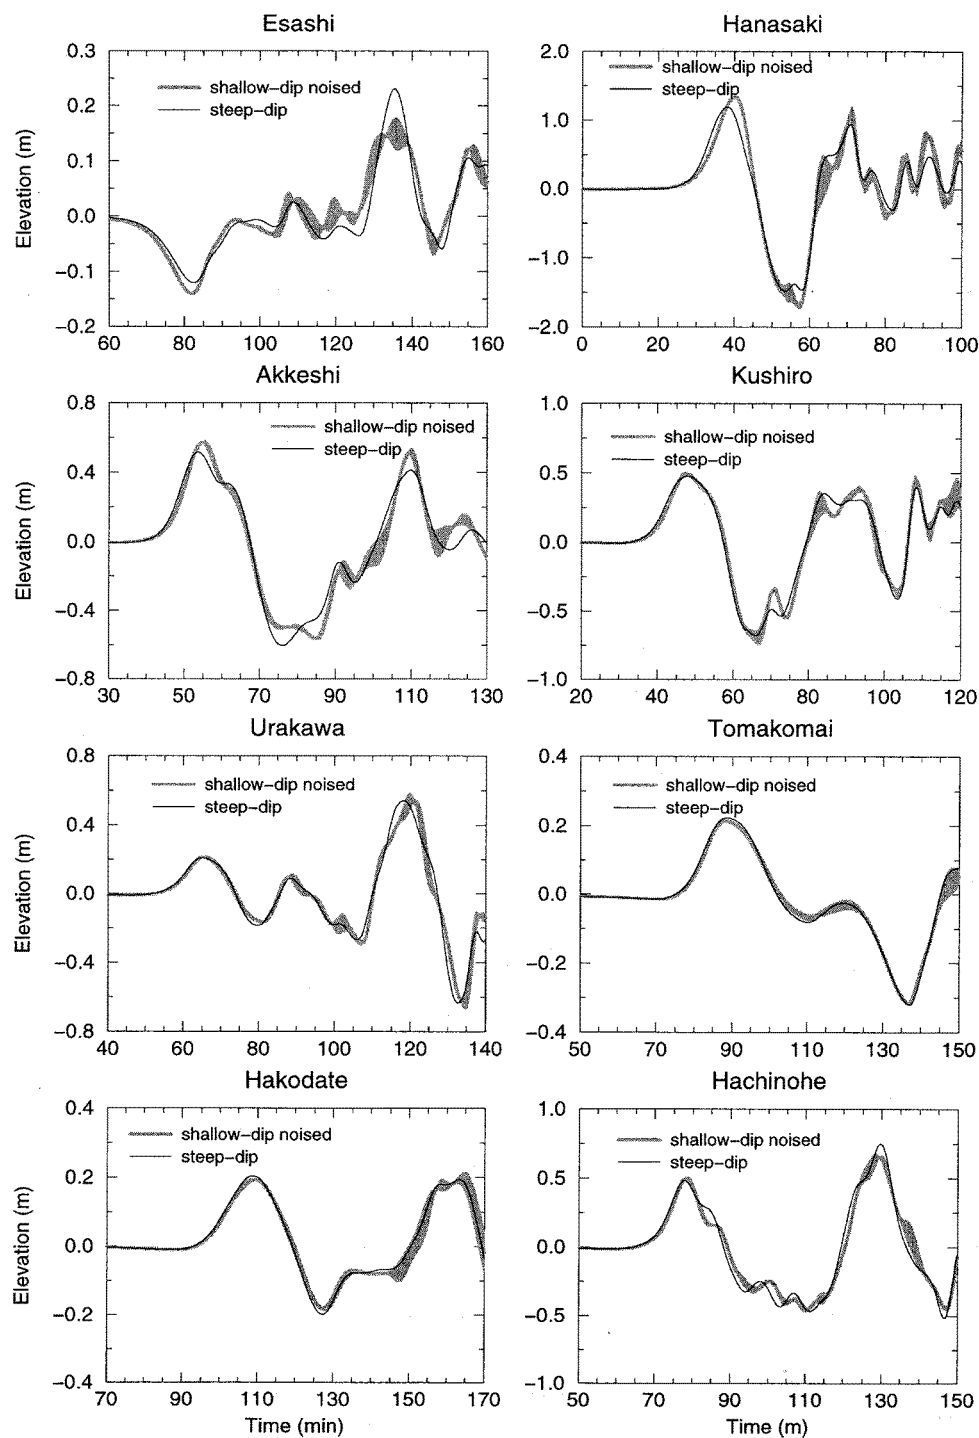 Esashi
0.3
0.2
0.1
0.0
−0.1
−0.2
Elevation (m)
shallow−dip noised
steep−dip
60 80 100 120 140 160
Hanasaki
2.0
1.0
0.0
−1.0
−2.0
shallow−dip noised
steep−dip
0 20 40 60 80 100
Akkeshi
0.8
0.4
0.0
−0.4
−0.8
Elevation (m)
shallow−dip noised
steep−dip
30 50 70 90 110 130
Kushiro
1.0
0.5
0.0
−0.5
−1.0
shallow−dip noised
steep−dip
20 40 60 80 100 120
Urakawa
0.8
0.4
0.0
−0.4
−0.8
Elevation (m)
shallow−dip noised
steep−dip
40 60 80 100 120 140
Tomakomai
0.4
0.2
0.0
−0.2
−0.4
shallow−dip noised
steep−dip
50 70 90 110 130 150
Hakodate
0.4
0.2
0.0
−0.2
−0.4
Elevation (m)
shallow−dip noised
steep−dip
70 90 110 130 150 170
Time (min)
Hachinohe
1.0
0.5
0.0
−0.5
−1.0
shallow−dip noised
steep−dip
50 70 90 110 130 150
Time (m)